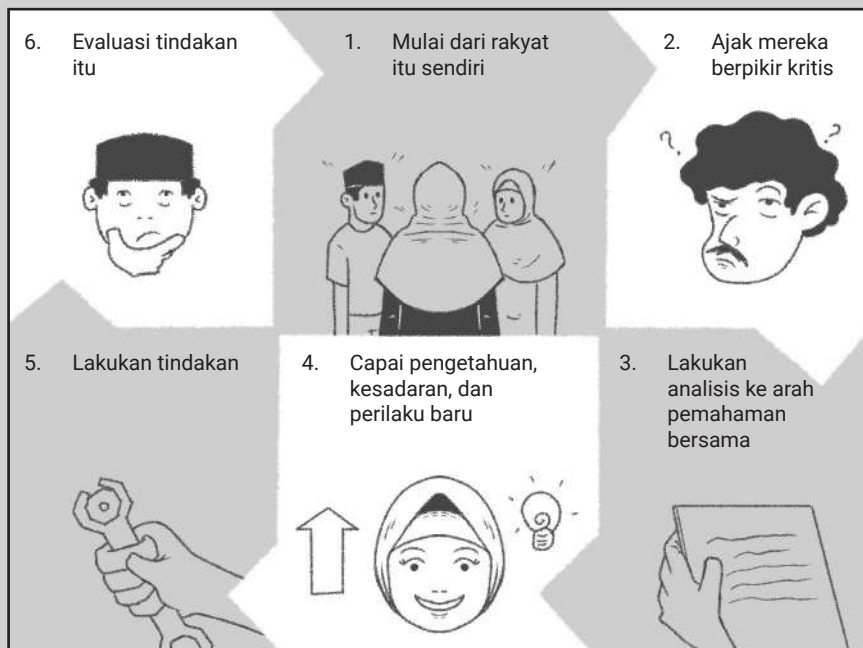 6. Evaluasi tindakan
itu
1. Mulai dari rakyat
itu sendiri
2. Ajak mereka
berpikir kritis
? ?
5. Lakukan tindakan
4. Capai pengetahuan,
kesadaran, dan
perilaku baru
3. Lakukan
analisis ke arah
pemahaman
bersama